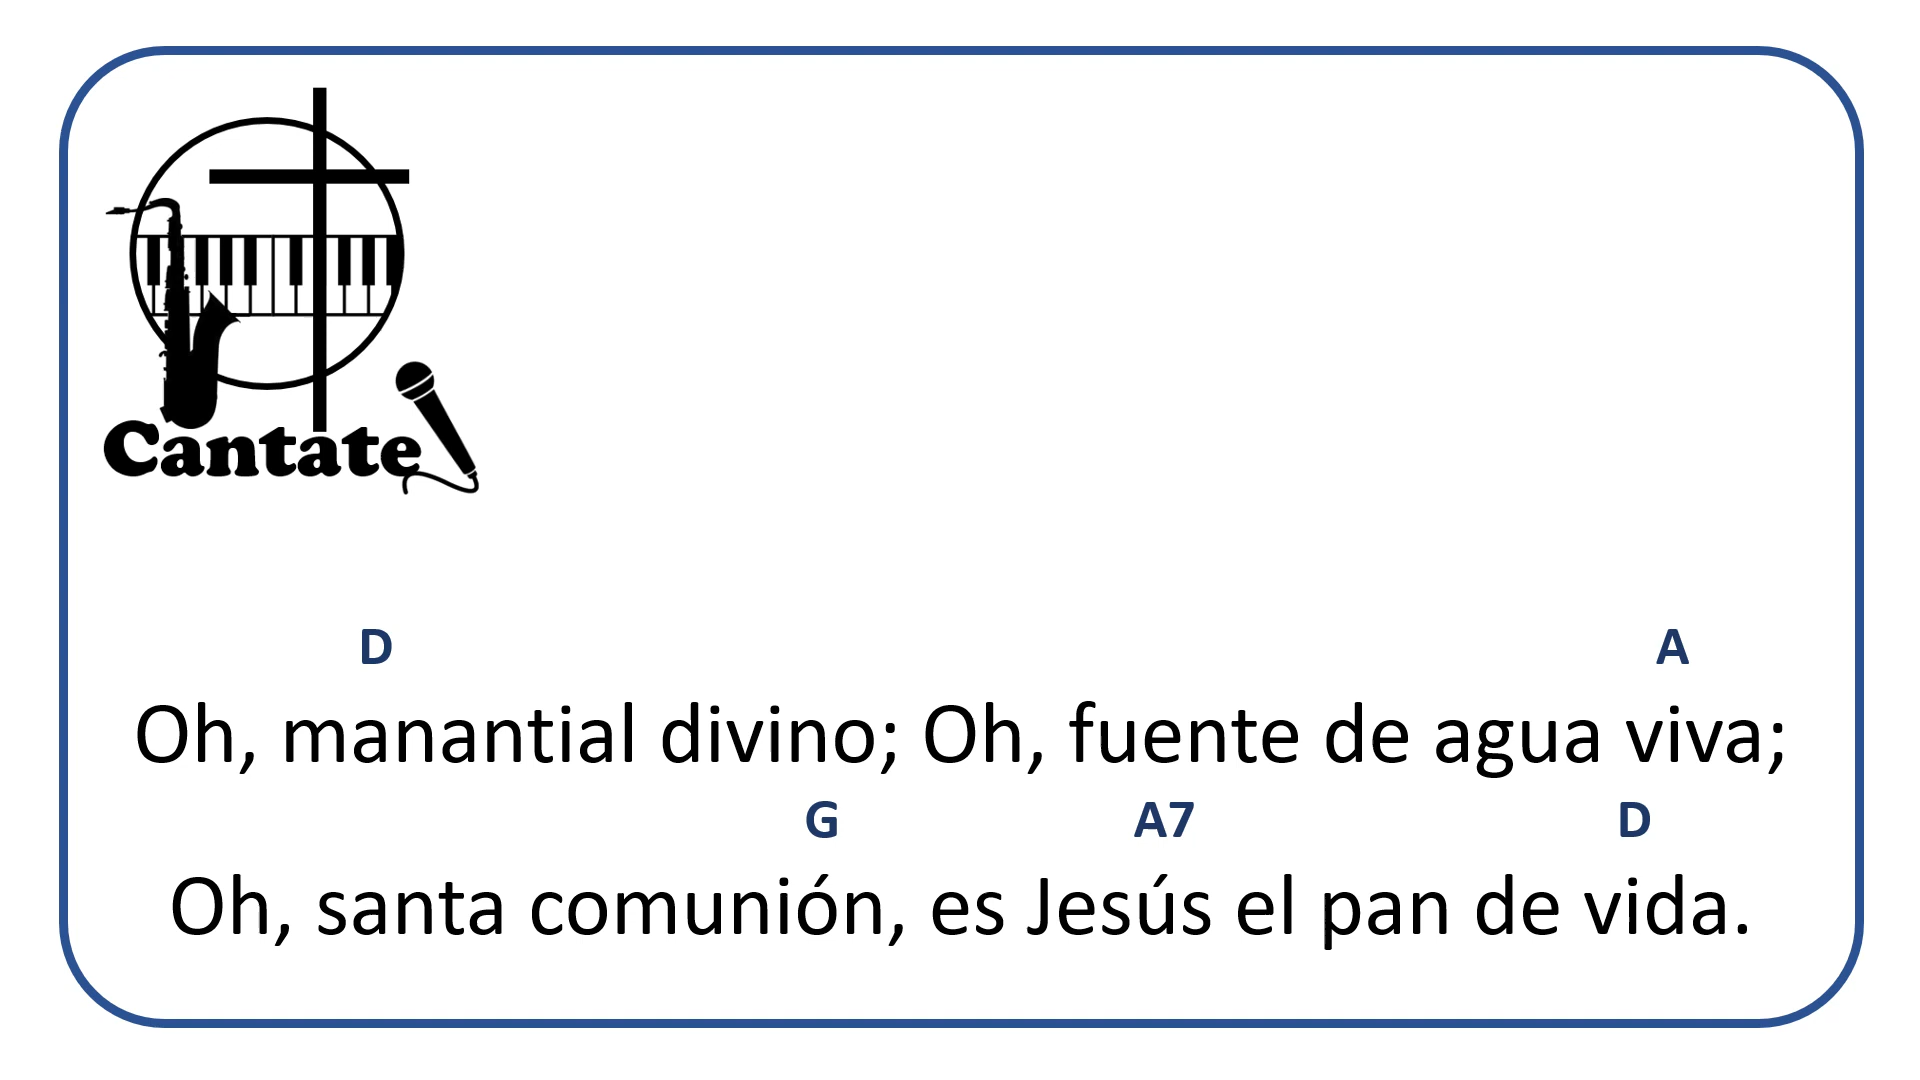 Cantate
D A
Oh, manantial divino; Oh, fuente de agua viva;
G A7 D
Oh, santa comunión, es Jesús el pan de vida.